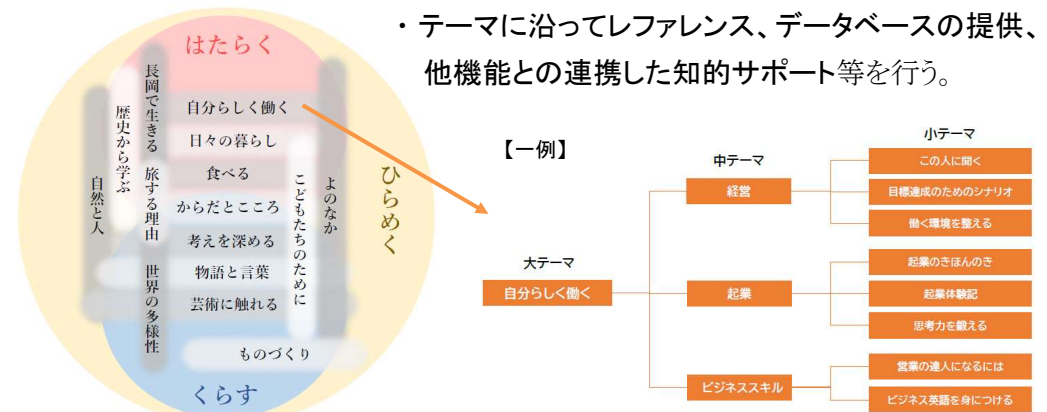 ・テーマに沿ってレファレンス、データベースの提供、
他機能との連携した知的サポート等を行う。
はたらく
ひらめく
くらす
長岡で生きる
歴史から学ぶ
自然と人
旅する理由
世界の多様性
自分らしく働く
日々の暮らし
食べる
からだとこころ
考えを深める
物語と言葉
芸術に触れる
ものづくり
こどもたちのために
よのなか
【一例】
大テーマ
自分らしく働く
中テーマ
経営
起業
ビジネススキル
小テーマ
この人に聞く
目標達成のためのシナリオ
働く環境を整える
起業のきほんのき
起業体験記
思考力を鍛える
営業の達人になるには
ビジネス英語を身につける